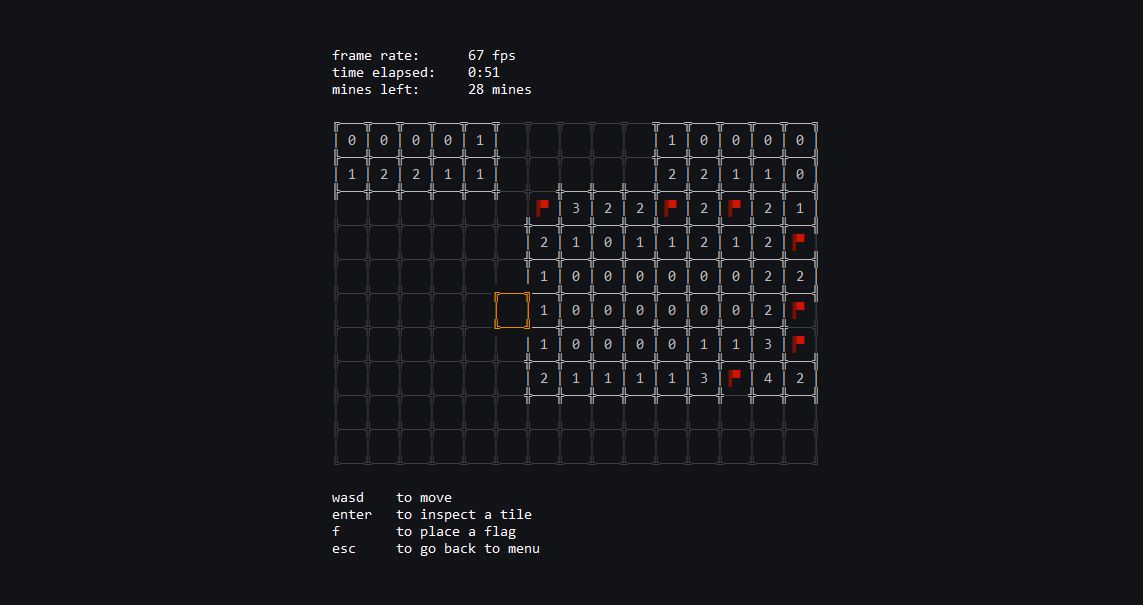 frame rate: 67 fps
time elapsed: 0:51
mines left: 28 mines
0 0 0 0 1 1 0 0 0 0
1 2 2 1 1 2 2 1 1 0
3 2 2 2 2 1
2 1 0 1 1 2 1 2
1 0 0 0 0 0 0 2 2
1 0 0 0 0 0 0 2
1 0 0 0 0 1 1 3
2 1 1 1 1 3 4 2
wasd to move
enter to inspect a tile
f to place a flag
esc to go back to menu